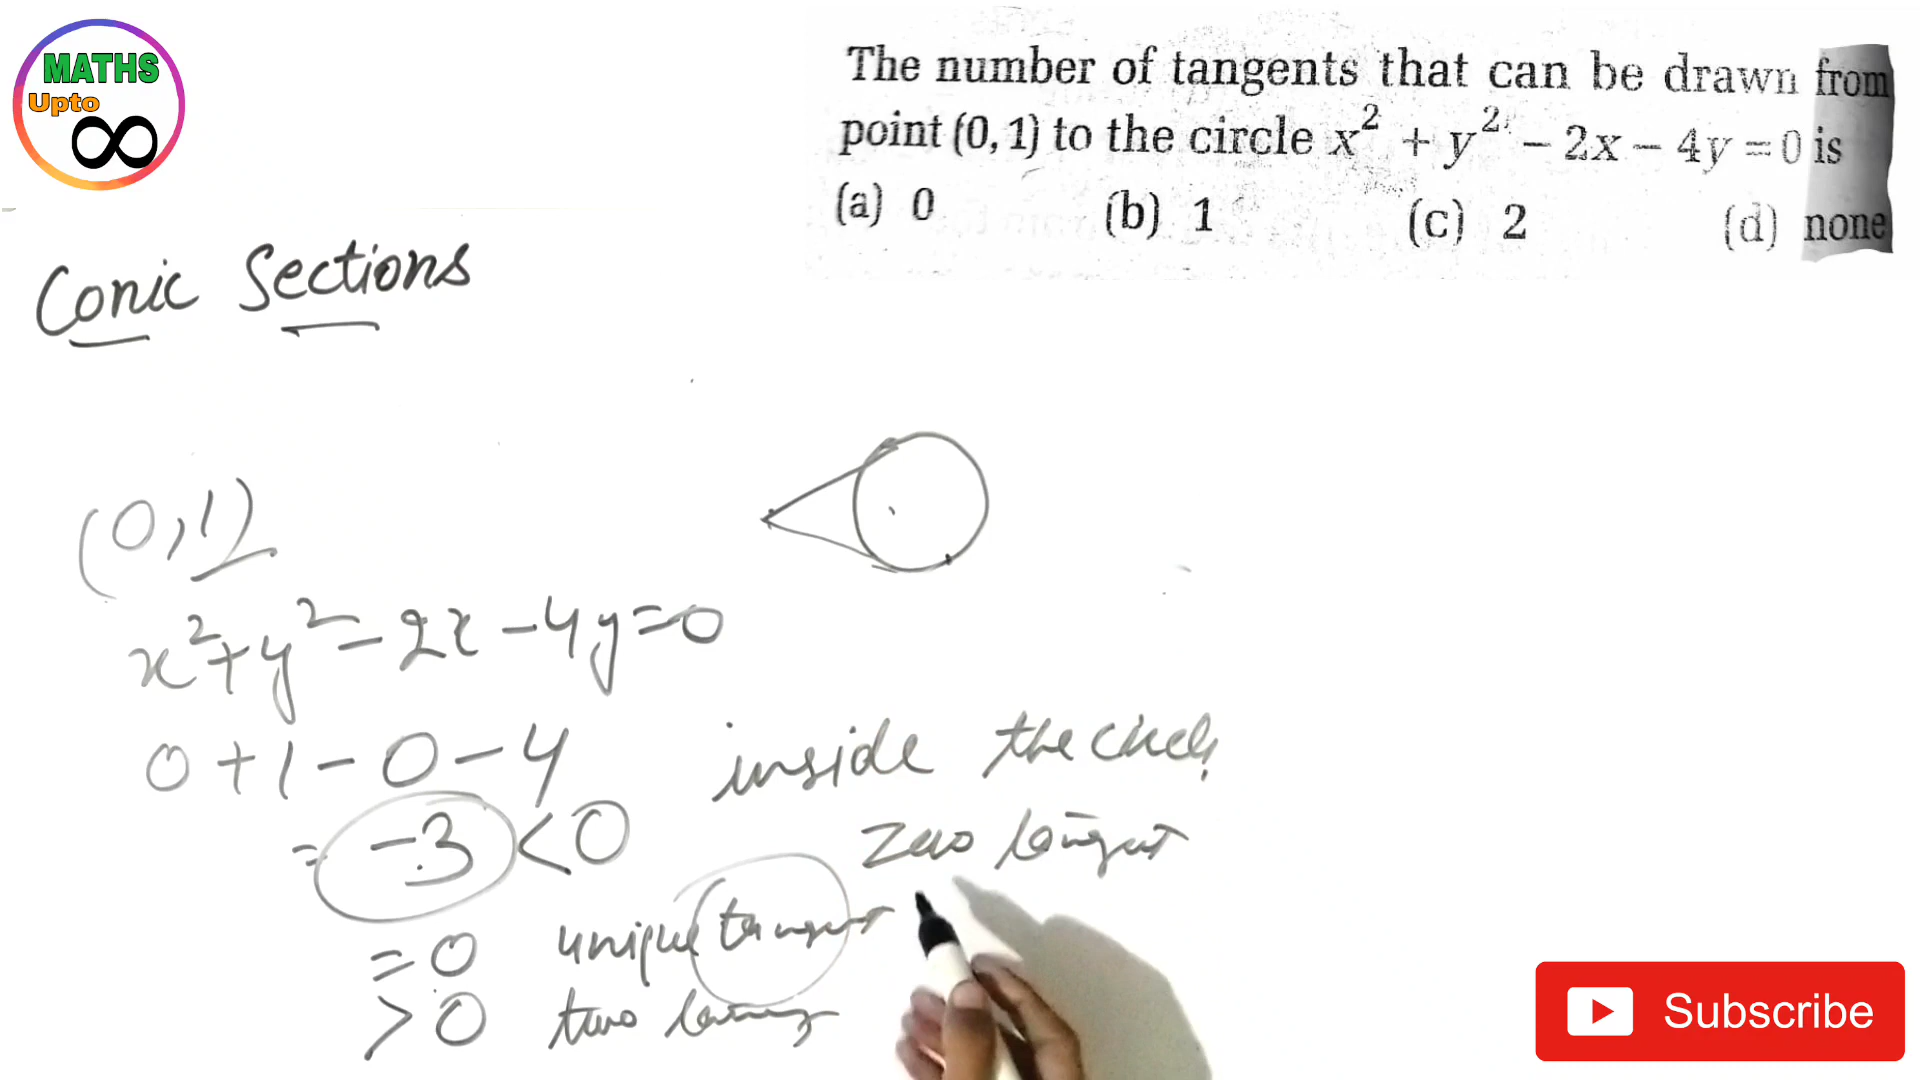 MATHS
Upto
∞
The number of tangents that can be drawn from
point (0, 1) to the circle x² + y² − 2x − 4y = 0 is
(a) 0 (b) 1 (c) 2 (d) none
Conic Sections
(0,1)
x²+y²-2x-4y=0
0+1-0-4
= -3 < 0
inside the circle
zero tangent
=0 unique tangent
>0 two
Subscribe